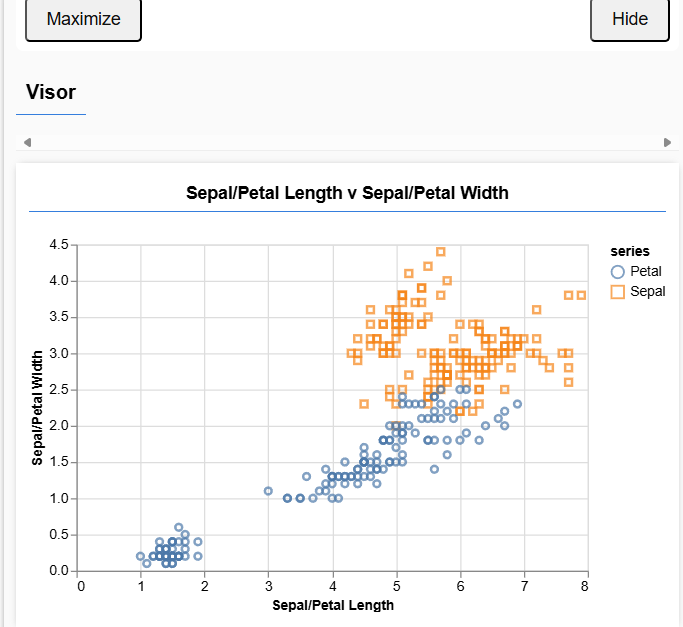 Maximize Hide
Visor
Sepal/Petal Length v Sepal/Petal Width
series
Petal
Sepal
4.5
4.0
3.5
3.0
2.5
2.0
1.5
1.0
0.5
0.0
Sepal/Petal Width
0 1 2 3 4 5 6 7 8
Sepal/Petal Length